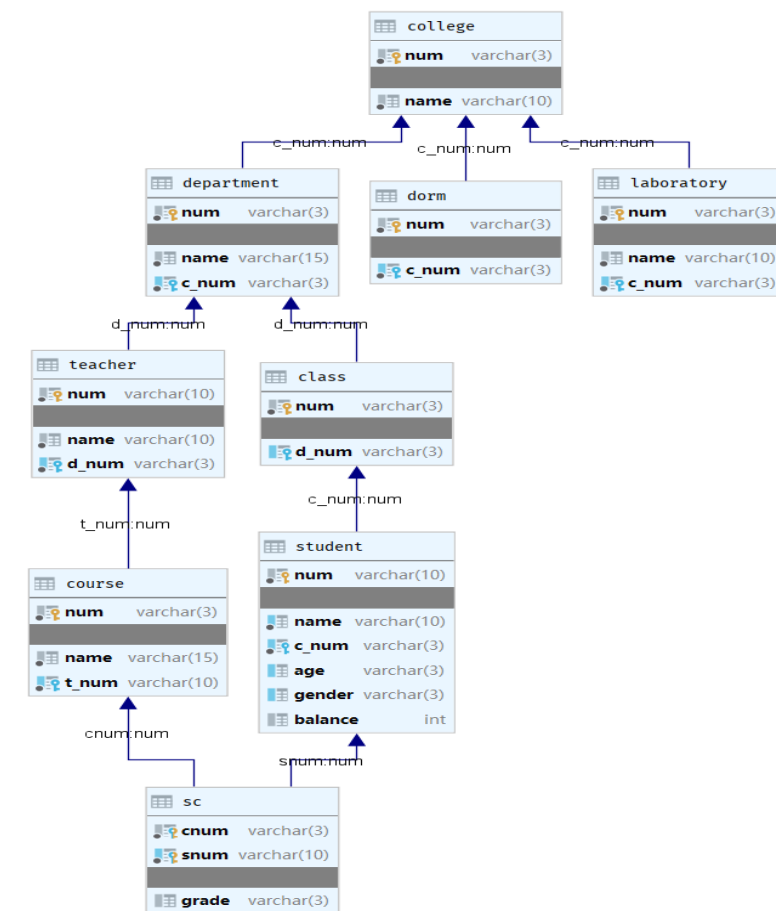 college
num varchar(3)
name varchar(10)
c_num:num
c_num:num
c_num:num
department
num varchar(3)
name varchar(15)
c_num varchar(3)
dorm
num varchar(3)
c_num varchar(3)
laboratory
num varchar(3)
name varchar(10)
c_num varchar(3)
d_num:num
d_num:num
teacher
num varchar(10)
name varchar(10)
d_num varchar(3)
class
num varchar(3)
d_num varchar(3)
t_num:num
c_num:num
course
num varchar(3)
name varchar(15)
t_num varchar(10)
student
num varchar(10)
name varchar(10)
c_num varchar(3)
age varchar(3)
gender varchar(3)
balance int
cnum:num
snum:num
sc
cnum varchar(3)
snum varchar(10)
grade varchar(3)